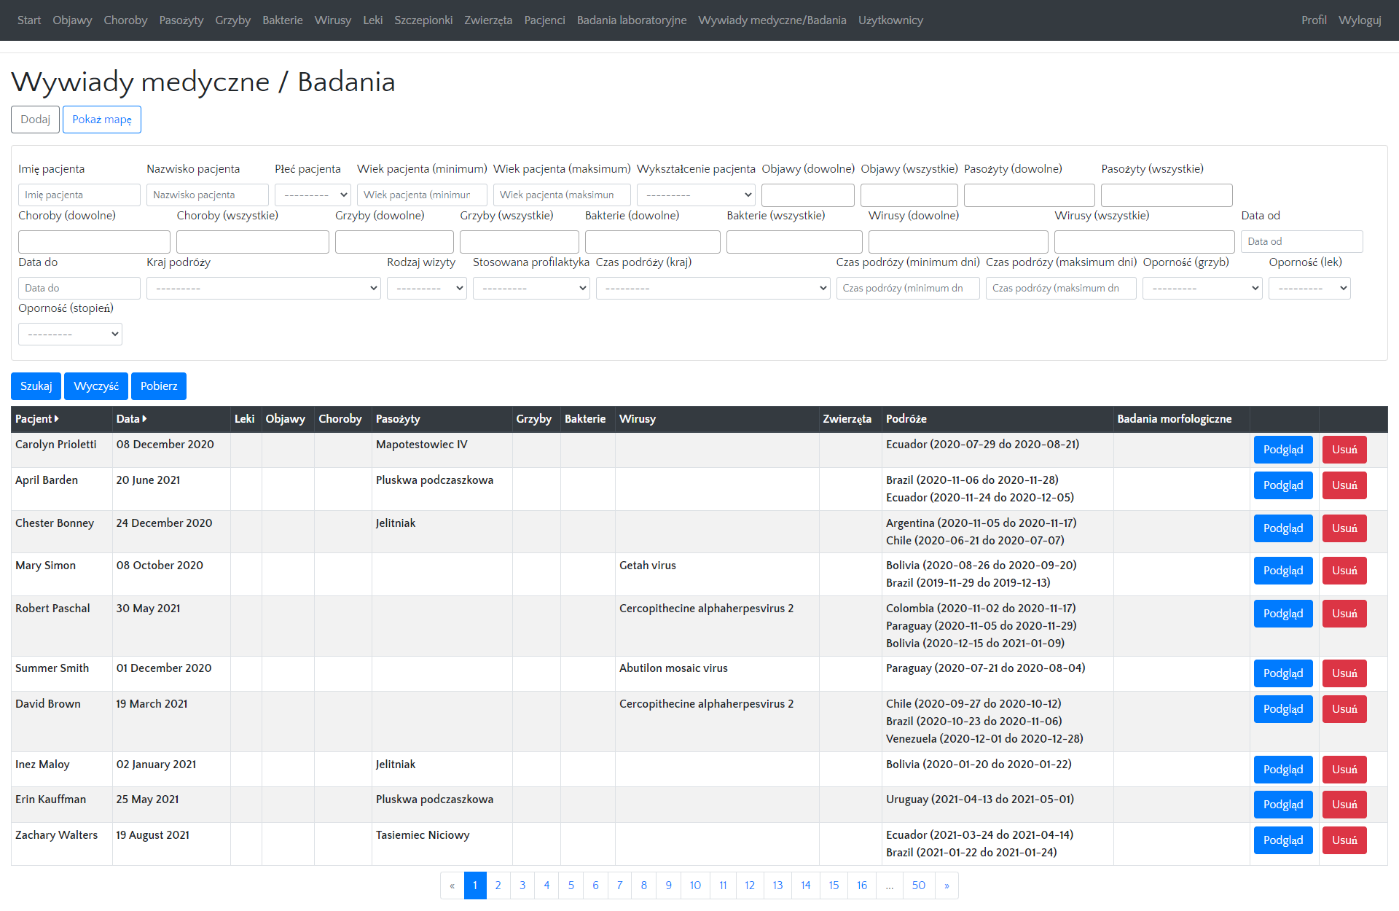 Start Objawy Choroby Pasożyty Grzyby Bakterie Wirusy Leki Szczepionki Zwierzęta Pacjenci Badania laboratoryjne Wywiady medyczne/Badania Użytkownicy Profil Wyloguj
Wywiady medyczne / Badania
Dodaj Pokaż mapę
Imię pacjenta Nazwisko pacjenta Płeć pacjenta Wiek pacjenta (minimum) Wiek pacjenta (maksimum) Wykształcenie pacjenta Objawy (dowolne) Objawy (wszystkie) Pasożyty (dowolne) Pasożyty (wszystkie)
Imię pacjenta Nazwisko pacjenta --------- Wiek pacjenta (minimur Wiek pacjenta (maksimun ---------
Choroby (dowolne) Choroby (wszystkie) Grzyby (dowolne) Grzyby (wszystkie) Bakterie (dowolne) Bakterie (wszystkie) Wirusy (dowolne) Wirusy (wszystkie) Data od
Data od
Data do Kraj podróży Rodzaj wizyty Stosowana profilaktyka Czas podróży (kraj) Czas podróży (minimum dni) Czas podróży (maksimum dni) Oporność (grzyb) Oporność (lek)
Data do --------- --------- --------- --------- Czas podróży (minimum dn Czas podróży (maksimum dn --------- ---------
Oporność (stopień)
---------
Szukaj Wyczyść Pobierz
Pacjent Data Leki Objawy Choroby Pasożyty Grzyby Bakterie Wirusy Zwierzęta Podróże Badania morfologiczne
Carolyn Prioletti 08 December 2020 Mapotestowiec IV Ecuador (2020-07-29 do 2020-08-21) Podgląd Usuń
April Barden 20 June 2021 Pluskwa podczaszkowa Brazil (2020-11-06 do 2020-11-28) Podgląd Usuń
Ecuador (2020-11-24 do 2020-12-05)
Chester Bonney 24 December 2020 Jelitniak Argentina (2020-11-05 do 2020-11-17) Podgląd Usuń
Chile (2020-06-21 do 2020-07-07)
Mary Simon 08 October 2020 Getah virus Bolivia (2020-08-26 do 2020-09-20) Podgląd Usuń
Brazil (2019-11-29 do 2019-12-13)
Robert Paschal 30 May 2021 Cercopithecine alphaherpesvirus 2 Colombia (2020-11-02 do 2020-11-17) Podgląd Usuń
Paraguay (2020-11-05 do 2020-11-29)
Bolivia (2020-12-15 do 2021-01-09)
Summer Smith 01 December 2020 Abutilon mosaic virus Paraguay (2020-07-21 do 2020-08-04) Podgląd Usuń
David Brown 19 March 2021 Cercopithecine alphaherpesvirus 2 Chile (2020-09-27 do 2020-10-12) Podgląd Usuń
Brazil (2020-10-23 do 2020-11-06)
Venezuela (2020-12-01 do 2020-12-28)
Inez Maloy 02 January 2021 Jelitniak Bolivia (2020-01-20 do 2020-01-22) Podgląd Usuń
Erin Kauffman 25 May 2021 Pluskwa podczaszkowa Uruguay (2021-04-13 do 2021-05-01) Podgląd Usuń
Zachary Walters 19 August 2021 Tasiemiec Niciowy Ecuador (2021-03-24 do 2021-04-14) Podgląd Usuń
Brazil (2021-01-22 do 2021-01-24)
« 1 2 3 4 5 6 7 8 9 10 11 12 13 14 15 16 ... 50 »